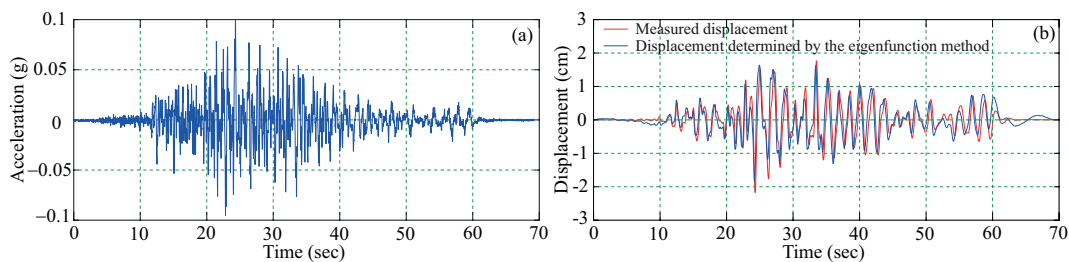 0.1
0.05
0
−0.05
−0.1
Acceleration (g)
(a)
0 10 20 30 40 50 60 70
Time (sec)
3
2
1
0
-1
-2
-3
Displacement (cm)
Measured displacement
Displacement determined by the eigenfunction method
(b)
0 10 20 30 40 50 60 70
Time (sec)